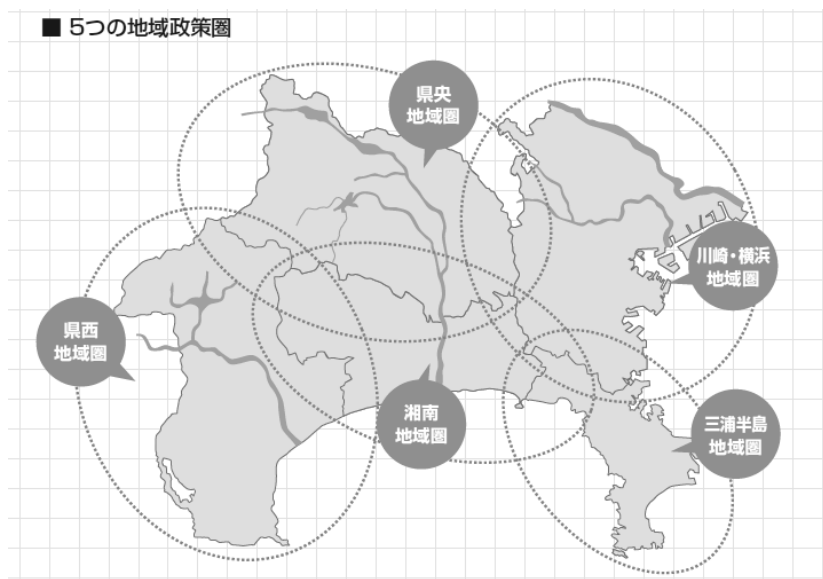 ■ 5つの地域政策圏
県央
地域圏
川崎・横浜
地域圏
県西
地域圏
湘南
地域圏
三浦半島
地域圏